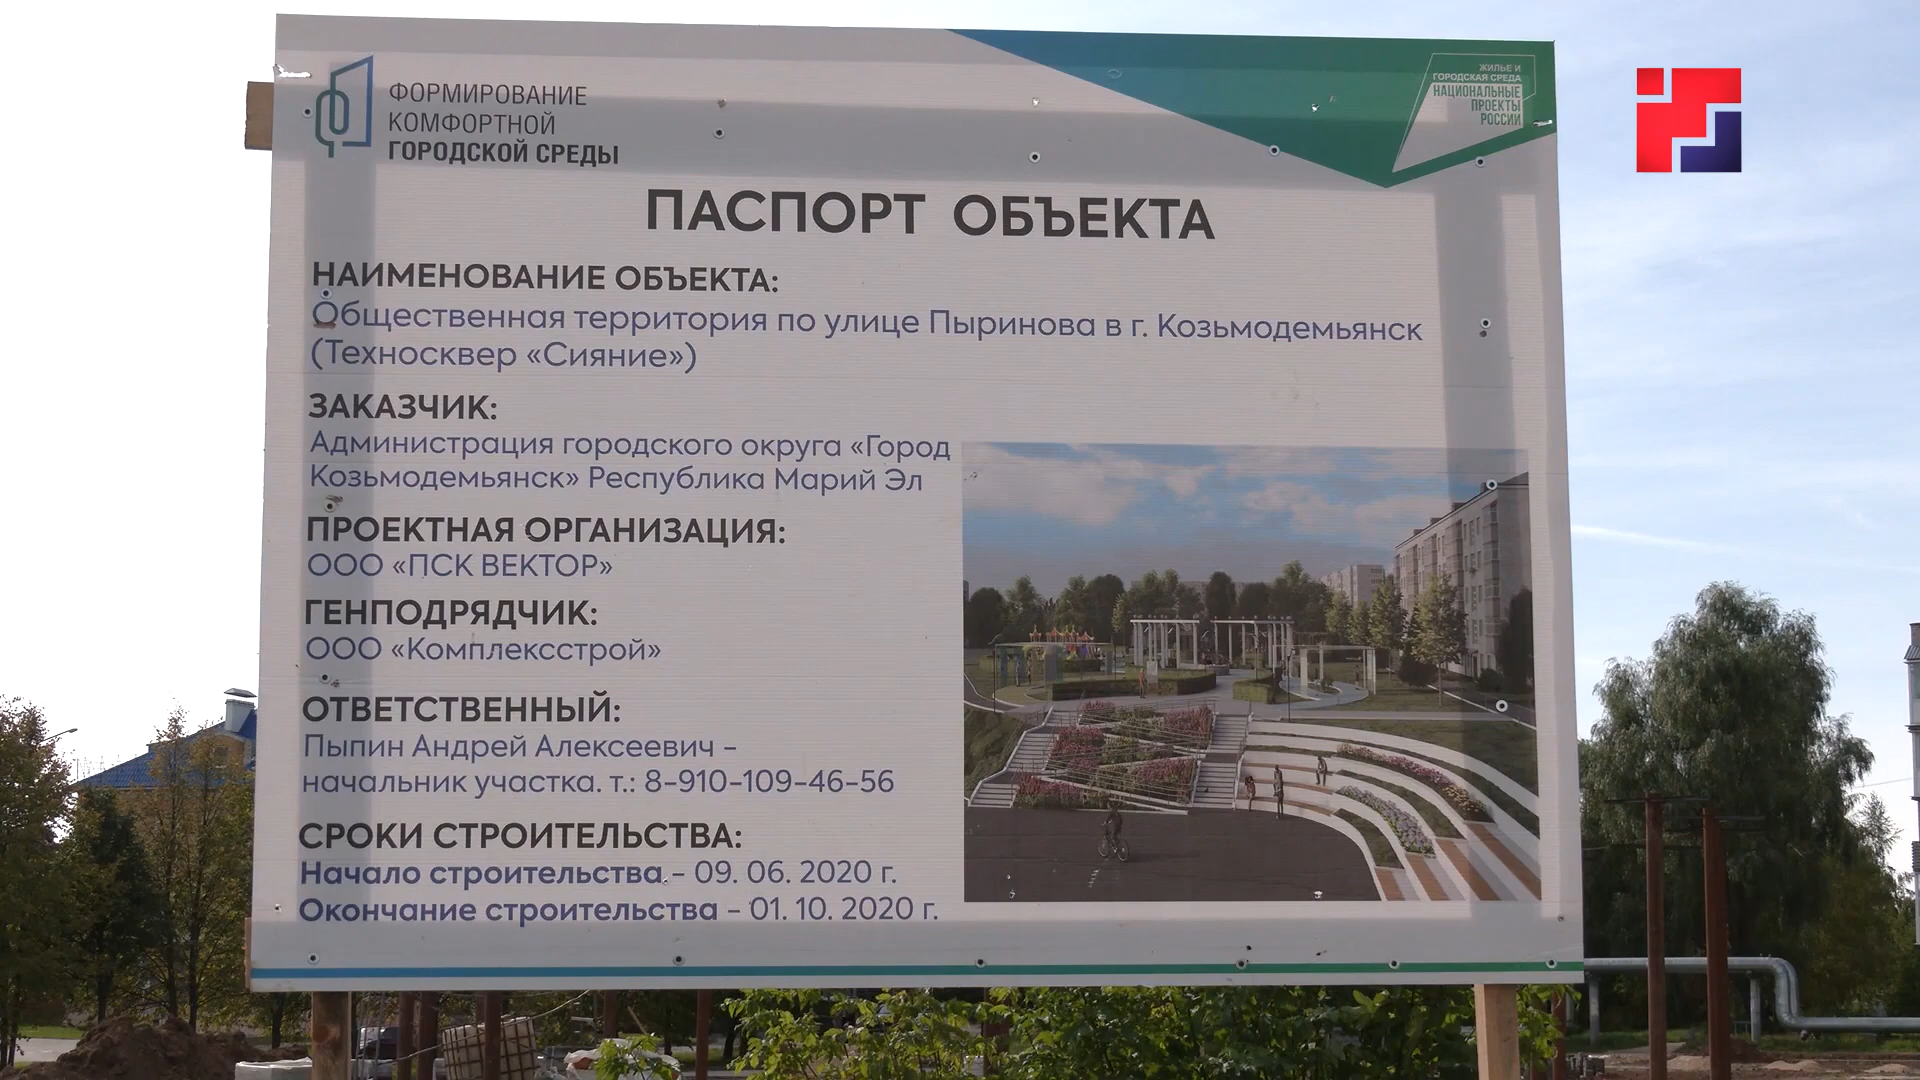 ФОРМИРОВАНИЕ
КОМФОРТНОЙ
ГОРОДСКОЙ СРЕДЫ
ЖИЛЬЕ И
ГОРОДСКАЯ СРЕДА
НАЦИОНАЛЬНЫЕ
ПРОЕКТЫ
РОССИИ
ПАСПОРТ ОБЪЕКТА
НАИМЕНОВАНИЕ ОБЪЕКТА:
Общественная территория по улице Пыринова в г. Козьмодемьянск
(Техносквер «Сияние»)
ЗАКАЗЧИК:
Администрация городского округа «Город
Козьмодемьянск» Республика Марий Эл
ПРОЕКТНАЯ ОРГАНИЗАЦИЯ:
ООО «ПСК ВЕКТОР»
ГЕНПОДРЯДЧИК:
ООО «Комплексстрой»
ОТВЕТСТВЕННЫЙ:
Пыпин Андрей Алексеевич –
начальник участка. т.: 8-910-109-46-56
СРОКИ СТРОИТЕЛЬСТВА:
Начало строительства – 09. 06. 2020 г.
Окончание строительства – 01. 10. 2020 г.